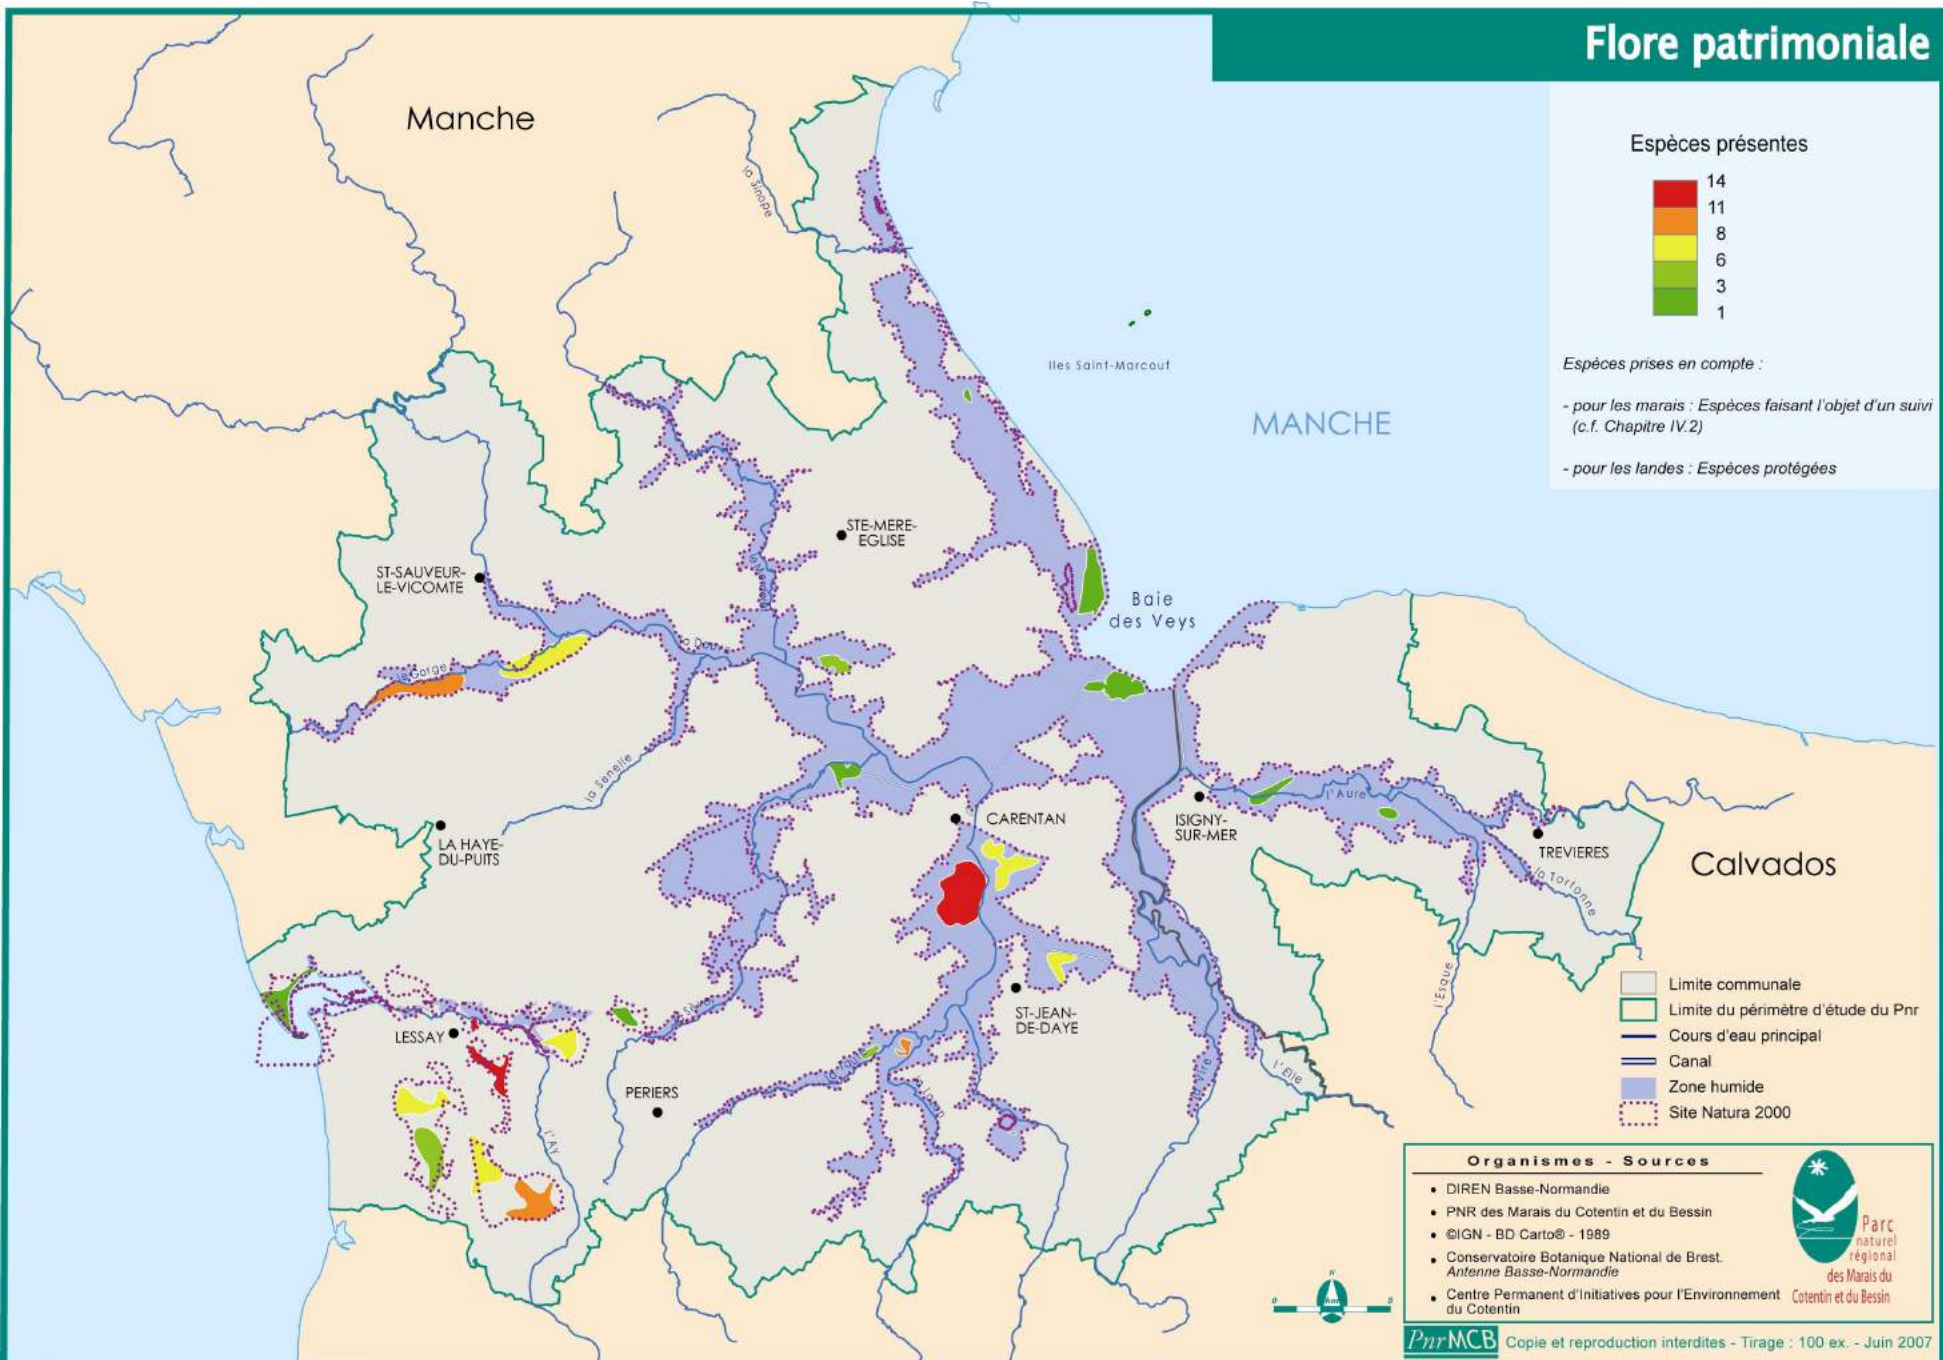 Flore patrimoniale
Manche
la Sinope
Espèces présentes
14
11
8
6
3
1
Espèces prises en compte :
- pour les marais : Espèces faisant l'objet d'un suivi
(c.f. Chapitre IV.2)
- pour les landes : Espèces protégées
Iles Saint-Marcouf
MANCHE
STE-MERE-
EGLISE
ST-SAUVEUR-
LE-VICOMTE
Baie
des Veys
le Gorget
la Douve
la Senelle
LA HAYE-
DU-PUITS
CARENTAN
ISIGNY-
SUR-MER
l'Aure
TREVIERES
la Tortonne
Calvados
l'Esque
LESSAY
ST-JEAN-
DE-DAYE
PERIERS
l'AY
la Vire
l'Elle
Limite communale
Limite du périmètre d'étude du Pnr
Cours d'eau principal
Canal
Zone humide
Site Natura 2000
Organismes - Sources
• DIREN Basse-Normandie
• PNR des Marais du Cotentin et du Bessin
• ©IGN - BD Carto® - 1989
• Conservatoire Botanique National de Brest.
Antenne Basse-Normandie
• Centre Permanent d'Initiatives pour l'Environnement
du Cotentin
Parc
naturel
régional
des Marais du
Cotentin et du Bessin
N
0
km
5
PnrMCB Copie et reproduction interdites - Tirage : 100 ex. - Juin 2007